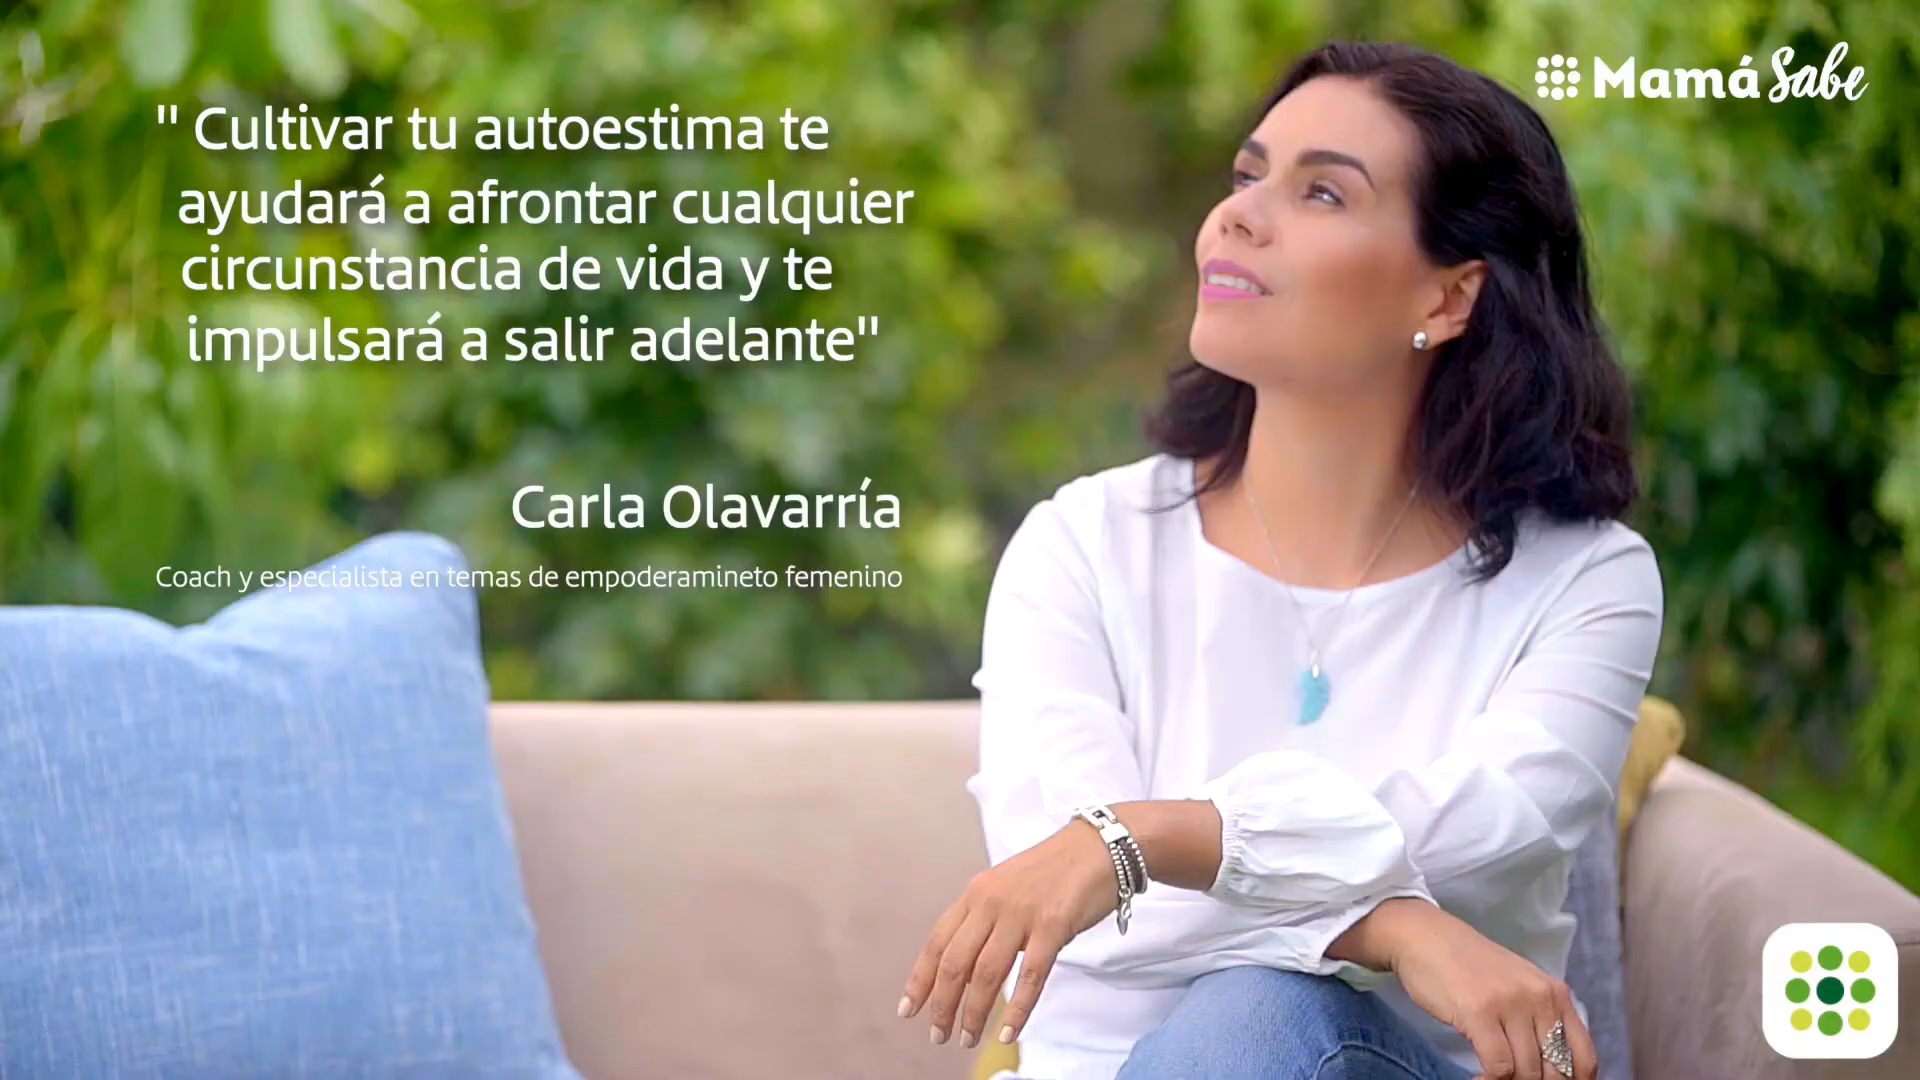 Mamá Sabe
" Cultivar tu autoestima te
ayudará a afrontar cualquier
circunstancia de vida y te
impulsará a salir adelante"
Carla Olavarría
Coach y especialista en temas de empoderamineto femenino